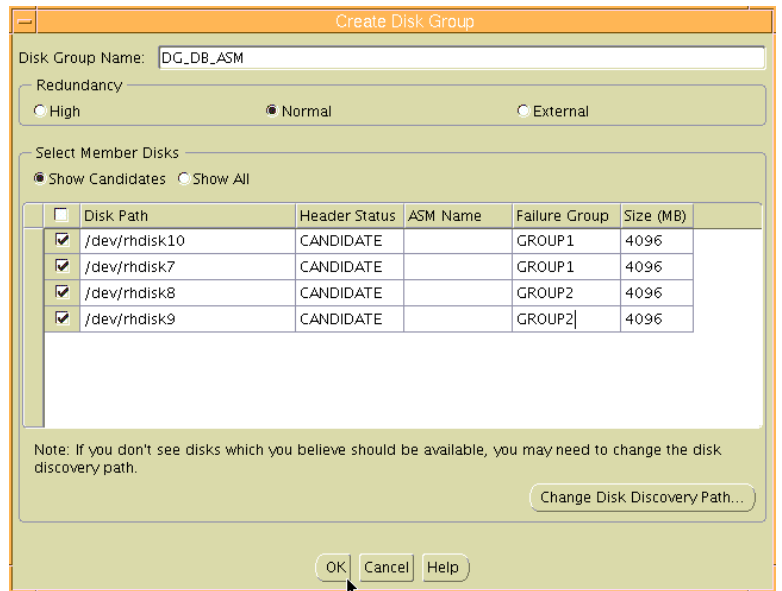 Create Disk Group
Disk Group Name: DG_DB_ASM
Redundancy
High Normal External
Select Member Disks
Show Candidates Show All
Disk Path Header Status ASM Name Failure Group Size (MB)
/dev/rhdisk10 CANDIDATE GROUP1 4096
/dev/rhdisk7 CANDIDATE GROUP1 4096
/dev/rhdisk8 CANDIDATE GROUP2 4096
/dev/rhdisk9 CANDIDATE GROUP2 4096
Note: If you don't see disks which you believe should be available, you may need to change the disk
discovery path.
Change Disk Discovery Path...
OK Cancel Help